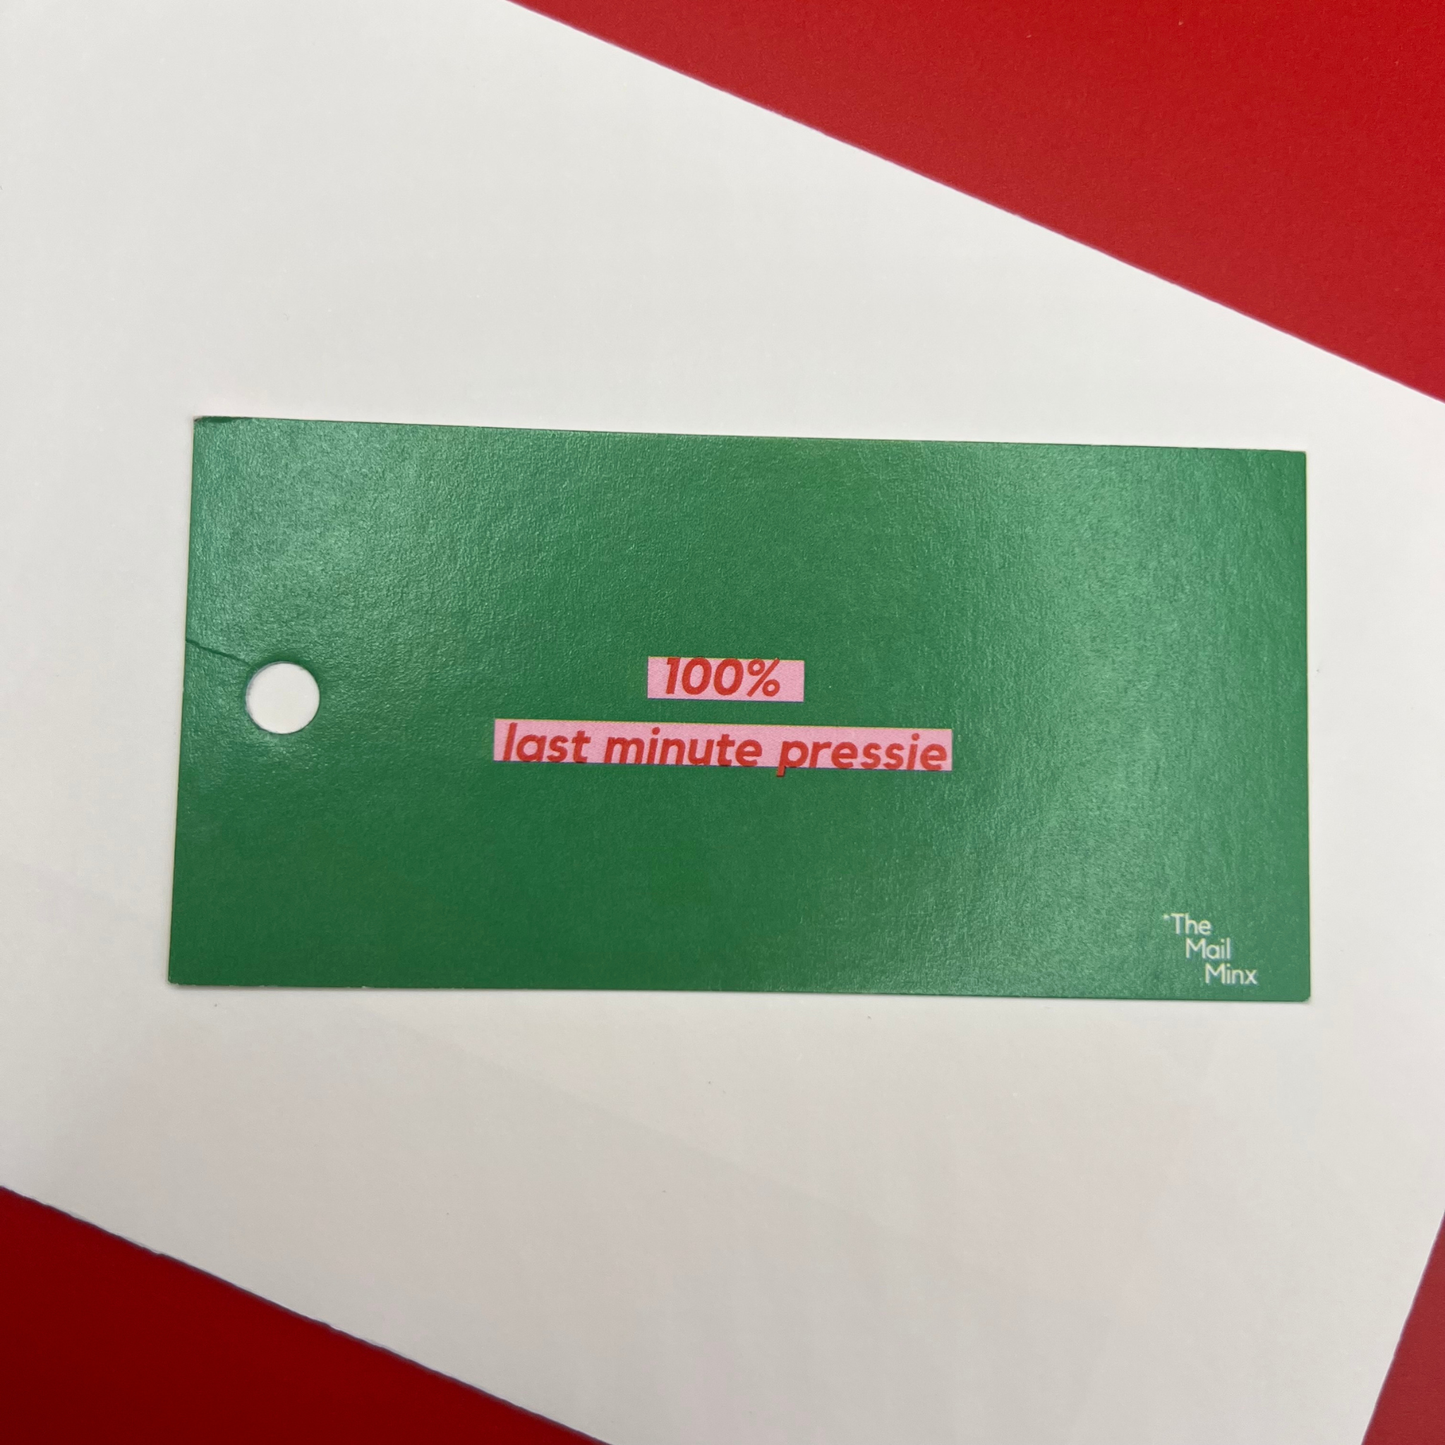 100%
last minute pressie
*The
Mail
Minx